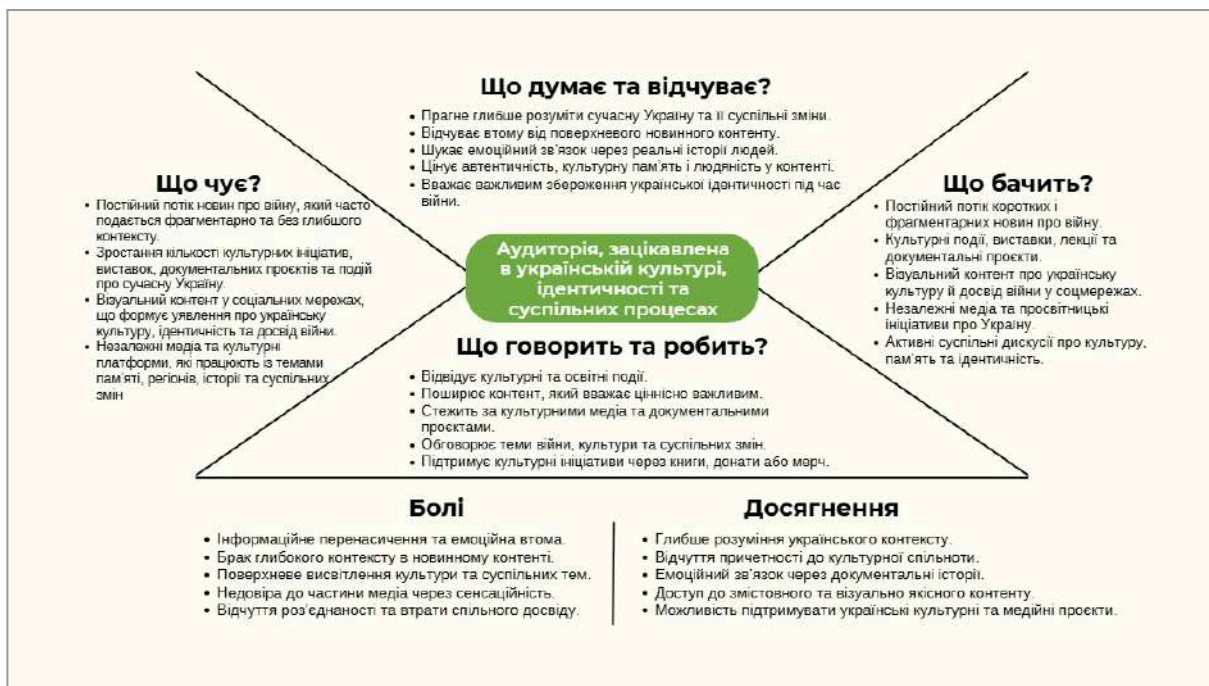 Що думає та відчуває?
• Прагне глибше розуміти сучасну Україну та її суспільні зміни.
• Відчуває втому від поверхневого новинного контенту.
• Шукає емоційний зв'язок через реальні історії людей.
• Цінує автентичність, культурну пам'ять і людяність у контенті.
• Вважає важливим збереження української ідентичності під час
війни.
Що чує?
• Постійний потік новин про війну, який часто
подається фрагментарно та без глибшого
контексту.
• Зростання кількості культурних ініціатив,
виставок, документальних проєктів та подій
про сучасну Україну.
• Візуальний контент у соціальних мережах,
що формує уявлення про українську
культуру, ідентичність та досвід війни.
• Незалежні медіа та культурні
платформи, які працюють із темами
пам'яті, регіонів, історії та суспільних
змін
Аудиторія, зацікавлена
в українській культурі,
ідентичності та
суспільних процесах
Що бачить?
• Постійний потік коротких і
фрагментарних новин про війну.
• Культурні події, виставки, лекції та
документальні проєкти.
• Візуальний контент про українську
культуру й досвід війни у соцмережах.
• Незалежні медіа та просвітницькі
ініціативи про Україну.
• Активні суспільні дискусії про культуру,
пам'ять та ідентичність.
Що говорить та робить?
• Відвідує культурні та освітні події.
• Поширює контент, який вважає ціннісно важливим.
• Стежить за культурними медіа та документальними
проєктами.
• Обговорює теми війни, культури та суспільних змін.
• Підтримує культурні ініціативи через книги, донати або мерч.
Болі
• Інформаційне перенасичення та емоційна втома.
• Брак глибокого контексту в новинному контенті.
• Поверхневе висвітлення культури та суспільних тем.
• Недовіра до частини медіа через сенсаційність.
• Відчуття роз'єднаності та втрати спільного досвіду.
Досягнення
• Глибше розуміння українського контексту.
• Відчуття причетності до культурної спільноти.
• Емоційний зв'язок через документальні історії.
• Доступ до змістовного та візуально якісного контенту.
• Можливість підтримувати українські культурні та медійні проєкти.